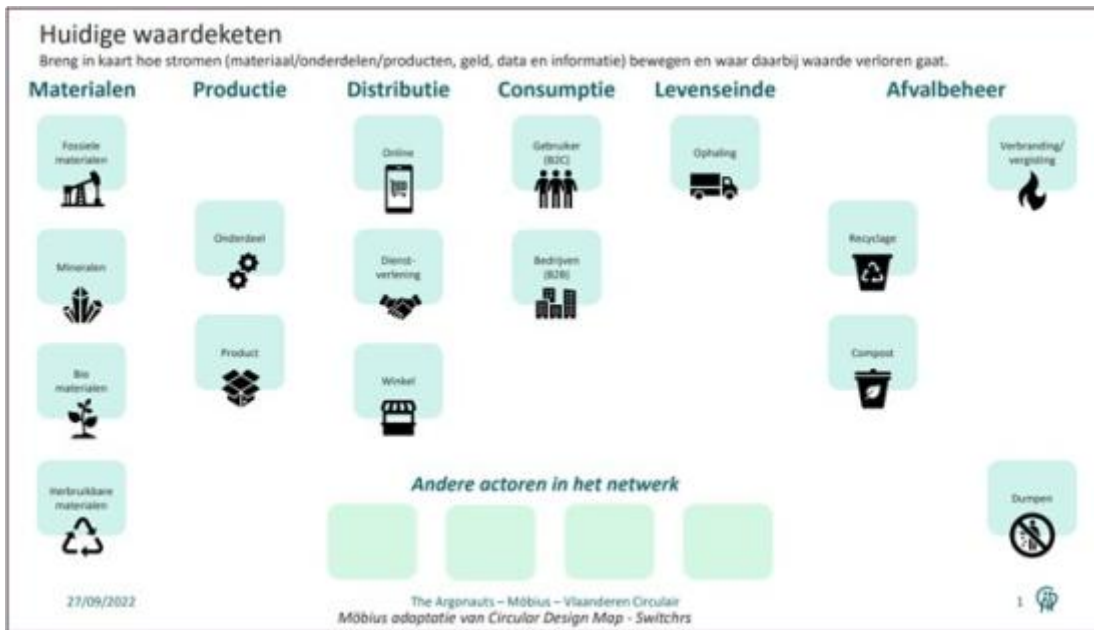 Huidige waardeketen
Breng in kaart hoe stromen (materiaal/onderdelen/producten, geld, data en informatie) bewegen en waar daarbij waarde verloren gaat.
Materialen Productie Distributie Consumptie Levenseinde Afvalbeheer
Fossiele
materialen
Online
Gebruiker
(B2C)
Ophaling
Verbranding/
vergisting
Onderdeel
Recyclage
Mineralen
Dienst-
verlening
Bedrijven
(B2B)
Product
Compost
Bio
materialen
Winkel
Herbruikbare
materialen
Andere actoren in het netwerk
Dumpen
27/09/2022
The Argonauts – Möbius – Vlaanderen Circulair
1
Möbius adaptatie van Circular Design Map - Switchrs